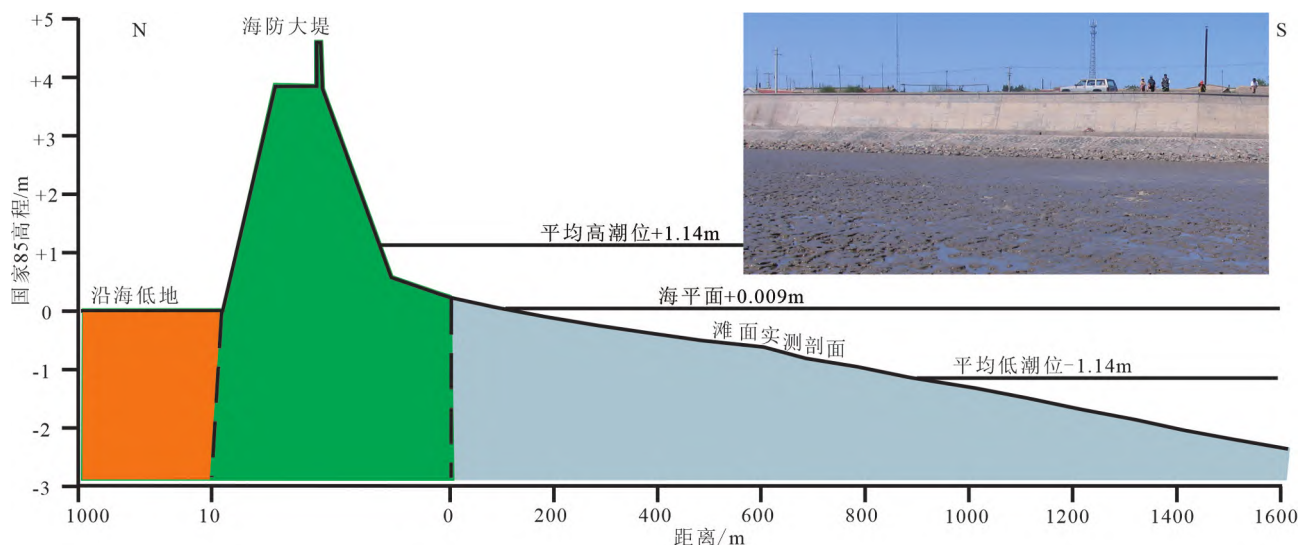 +5
N
海防大堤
S
+4
+3
+2
+1
0
-1
-2
-3
国家85高程/m
平均高潮位+1.14m
沿海低地
海平面+0.009m
滩面实测剖面
平均低潮位-1.14m
1000 10 0 200 400 600 800 1000 1200 1400 1600
距离/m